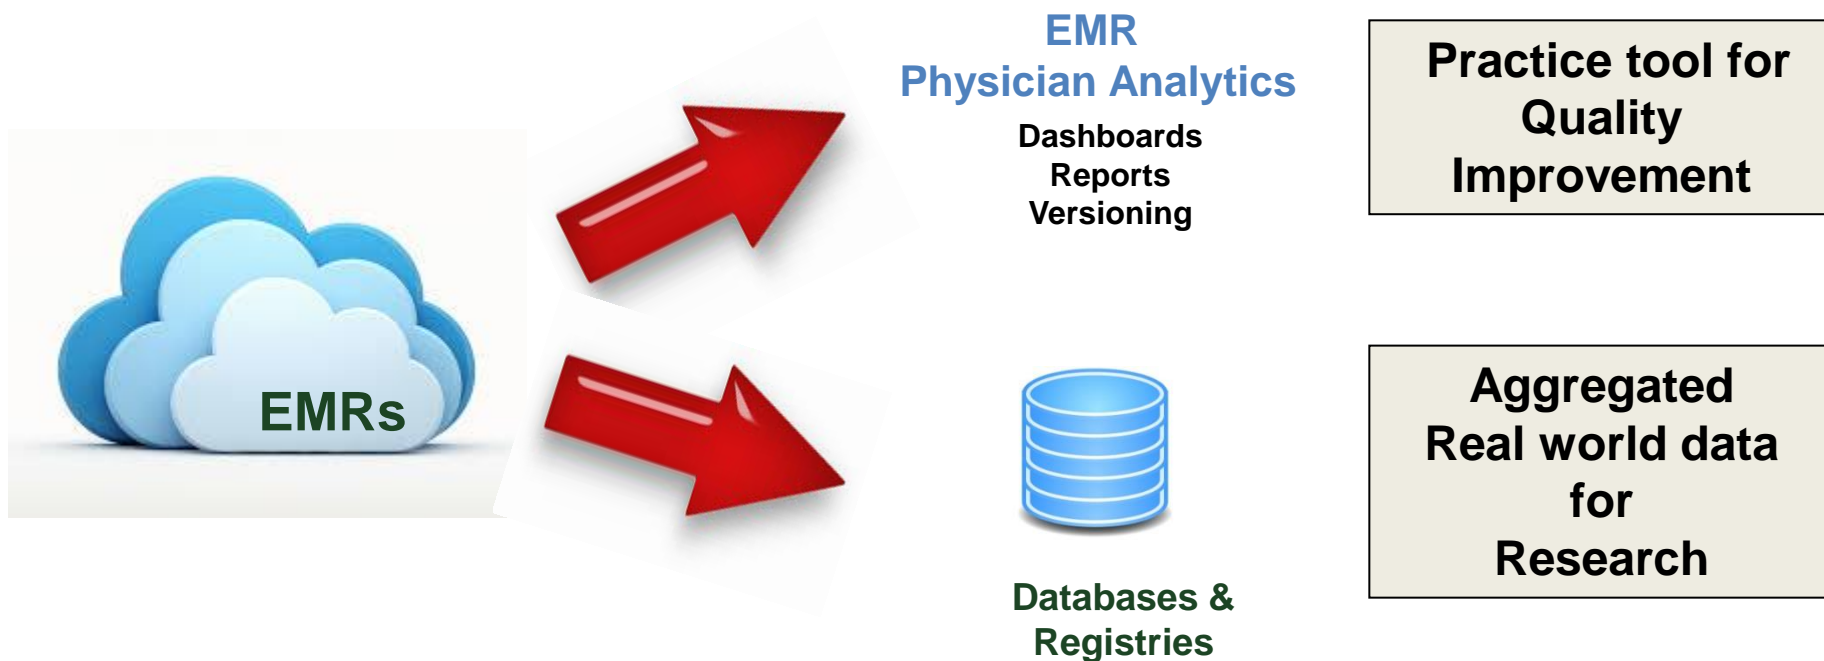 EMR
Physician Analytics
Dashboards
Reports
Versioning
Practice tool for
Quality
Improvement
EMRs
Aggregated
Real world data
for
Research
Databases &
Registries